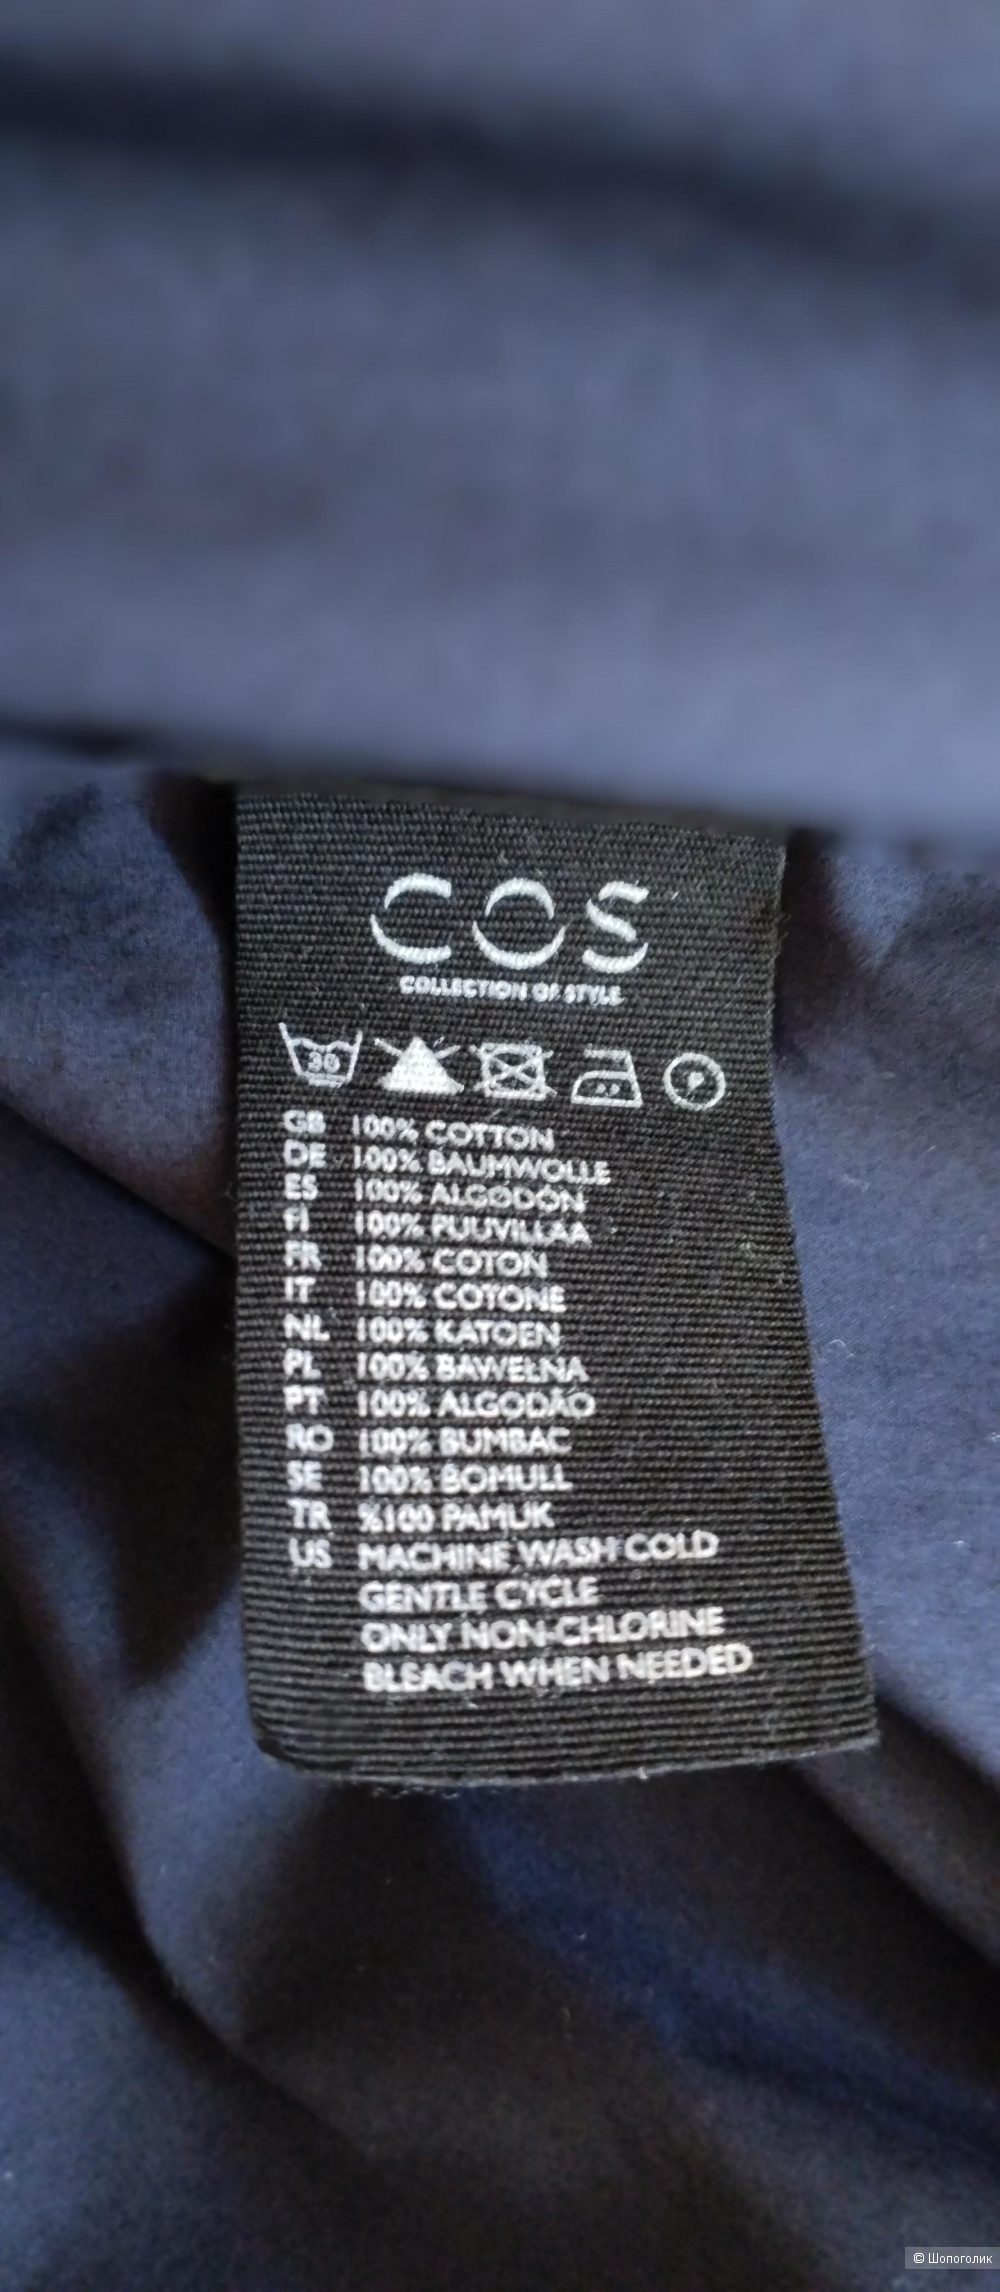 COS
COLLECTION OF STYLE
30
GB 100% COTTON
DE 100% BAUMWOLLE
ES 100% ALGODÓN
FI 100% PUUVILLAA
FR 100% COTON
IT 100% COTONE
NL 100% KATOEN
PL 100% BAWEŁNA
PT 100% ALGODÃO
RO 100% BUMBAC
SE 100% BOMULL
TR %100 PAMUK
US MACHINE WASH COLD
GENTLE CYCLE
ONLY NON-CHLORINE
BLEACH WHEN NEEDED
© Шопоголик